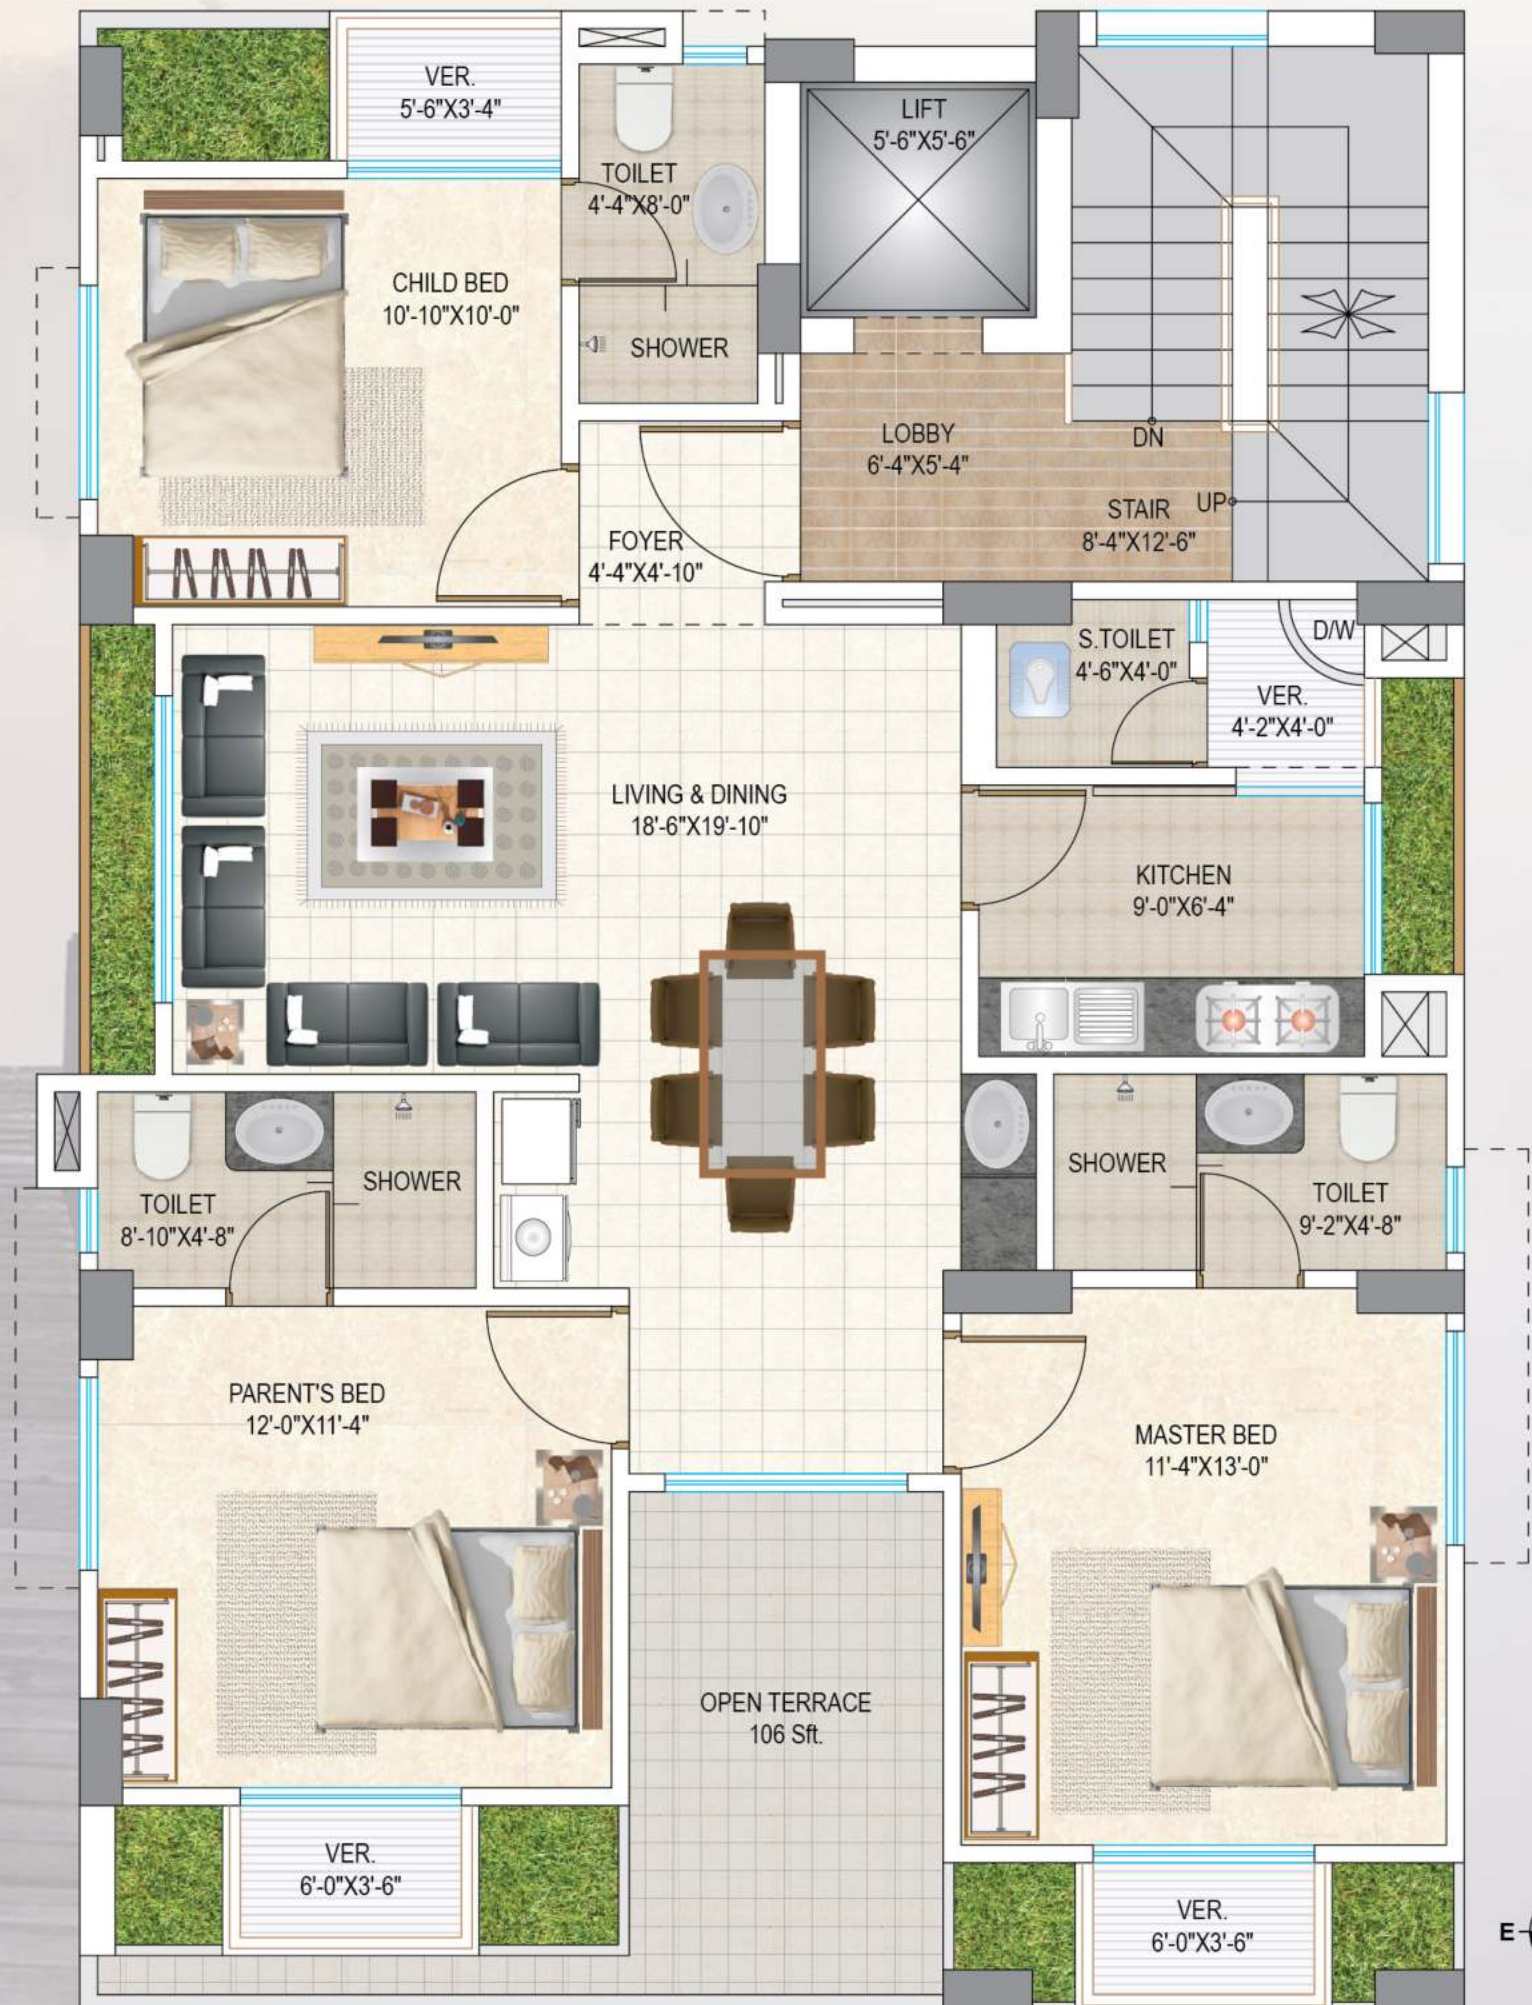 VER.
5'-6"X3'-4"
LIFT
5'-6"X5'-6"
TOILET
4'-4"X8'-0"
CHILD BED
10'-10"X10'-0"
SHOWER
LOBBY
6'-4"X5'-4"
DN
UP
STAIR
8'-4"X12'-6"
FOYER
4'-4"X4'-10"
D/W
S.TOILET
4'-6"X4'-0"
VER.
4'-2"X4'-0"
LIVING & DINING
18'-6"X19'-10"
KITCHEN
9'-0"X6'-4"
SHOWER
TOILET
8'-10"X4'-8"
SHOWER
TOILET
9'-2"X4'-8"
PARENT'S BED
12'-0"X11'-4"
MASTER BED
11'-4"X13'-0"
OPEN TERRACE
106 Sft.
VER.
6'-0"X3'-6"
VER.
6'-0"X3'-6"
E